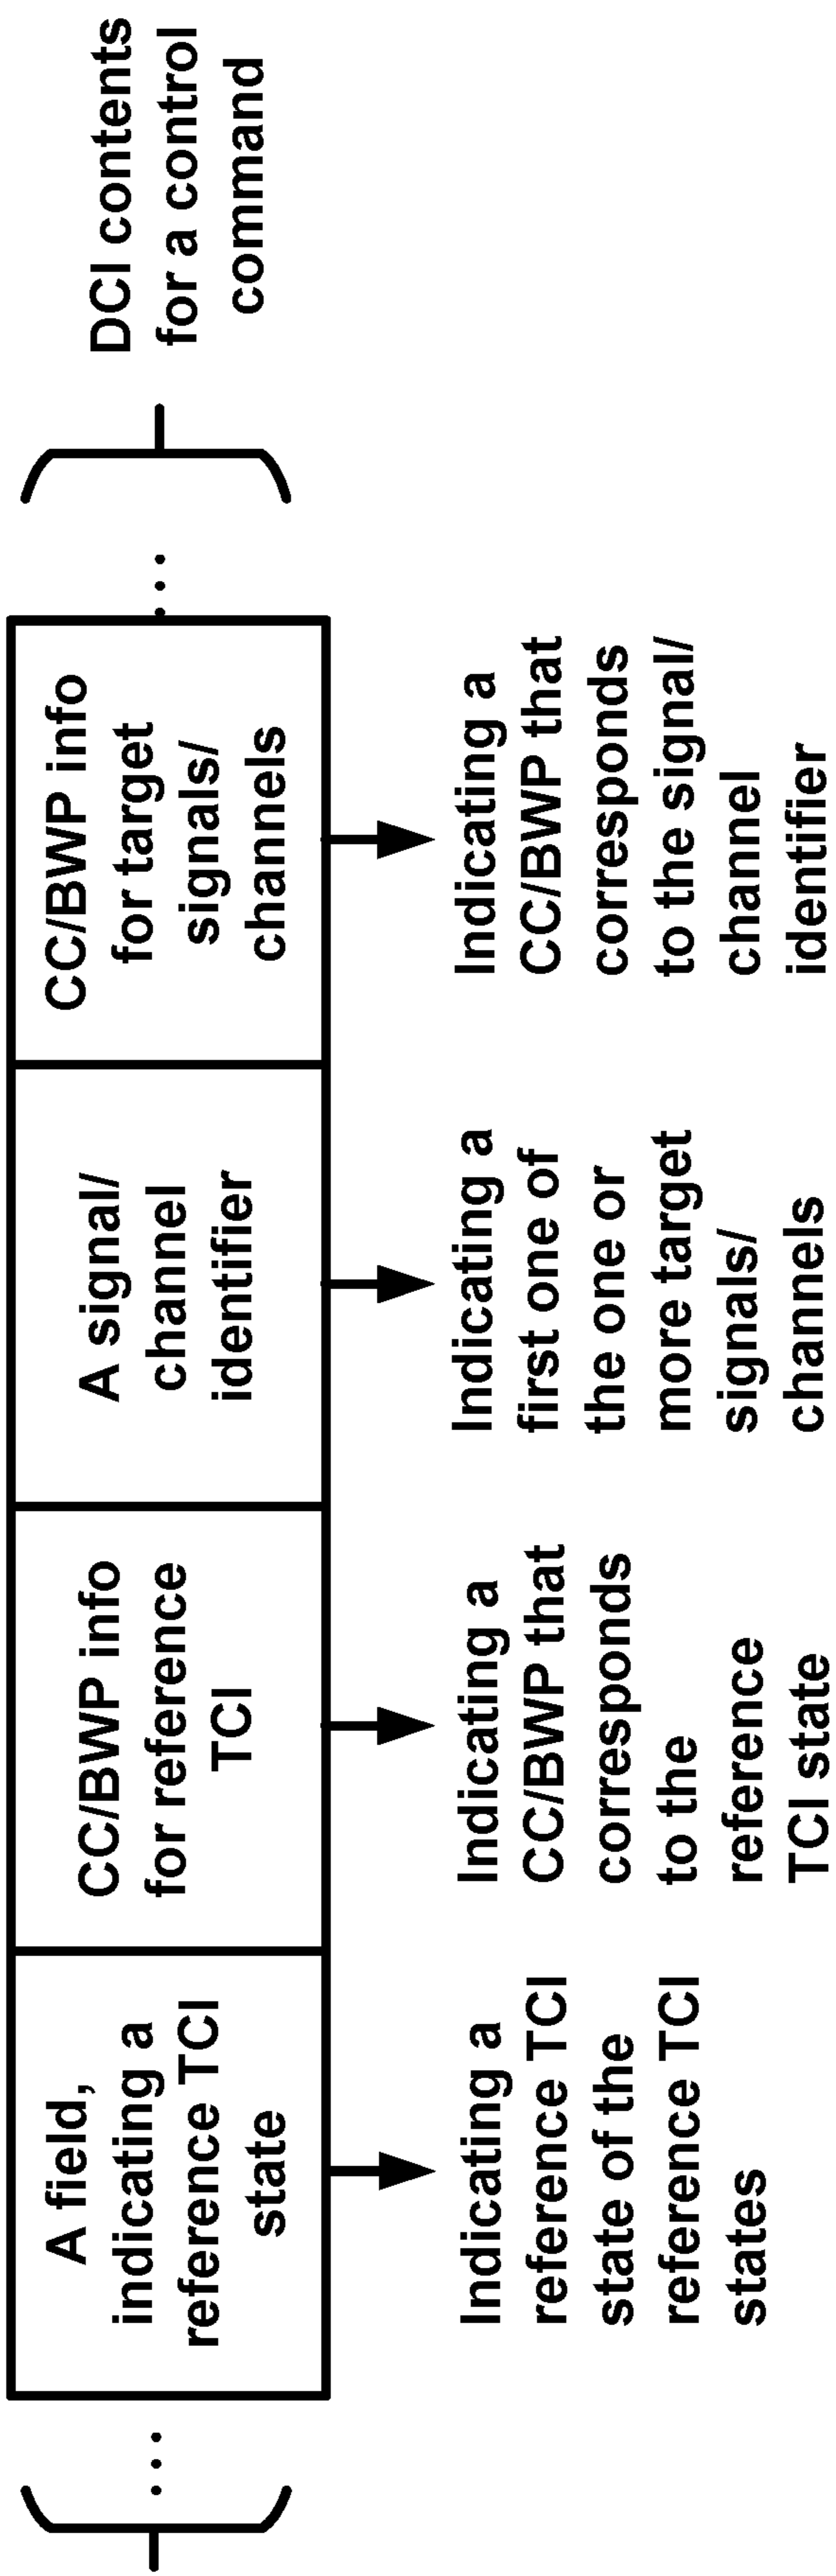 A field,
indicating a
reference TCI
state
CC/BWP info
for reference
TCI
A signal/
channel
identifier
CC/BWP info
for target
signals/
channels
...
...
DCI contents
for a control
command
Indicating a
reference TCI
state of the
reference TCI
states
Indicating a
CC/BWP that
corresponds
to the
reference
TCI state
Indicating a
first one of
the one or
more target
signals/
channels
Indicating a
CC/BWP that
corresponds
to the signal/
channel
identifier